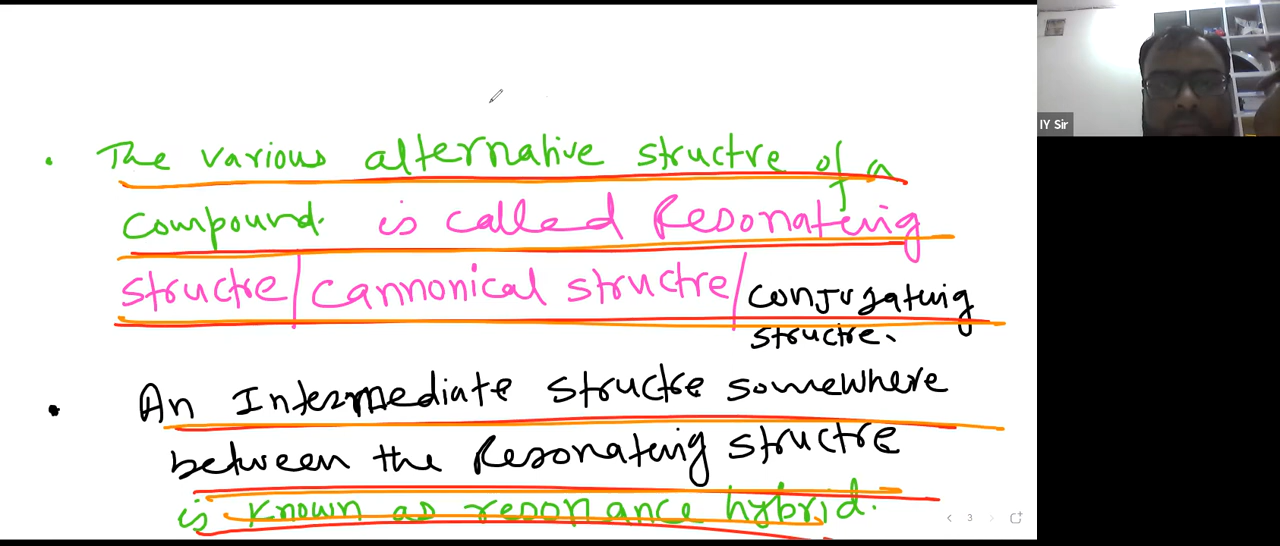 The various alternative structre of a
compound. is called Resonating
structre/cannonical structre/conjugating
structre.
An Intermediate structre somewhere
between the Resonating structre
is known as resonance hybrid.
IY Sir
< 3 >